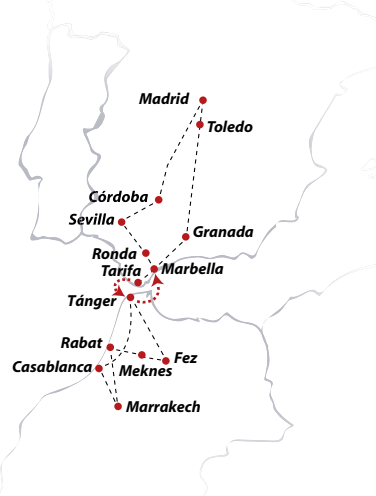 Madrid
Toledo
Córdoba
Sevilla
Granada
Ronda
Tarifa
Marbella
Tánger
Rabat
Fez
Casablanca
Meknes
Marrakech